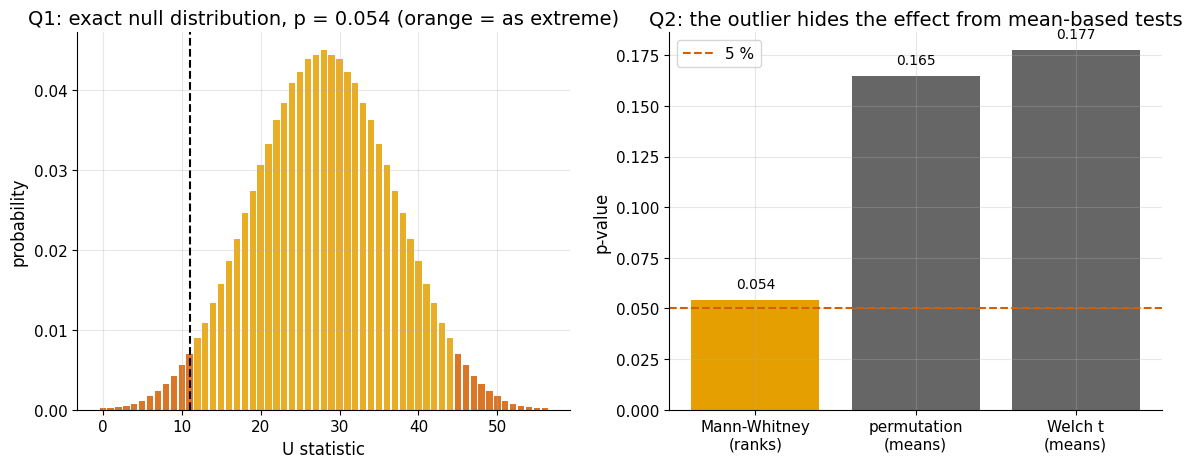 Q1: exact null distribution, p = 0.054 (orange = as extreme)
probability
0.04
0.03
0.02
0.01
0.00
0
10
20
30
40
50
U statistic
Q2: the outlier hides the effect from mean-based tests
p-value
0.175
0.150
0.125
0.100
0.075
0.050
0.025
0.000
5 %
0.054
0.165
0.177
Mann-Whitney
(ranks)
permutation
(means)
Welch t
(means)